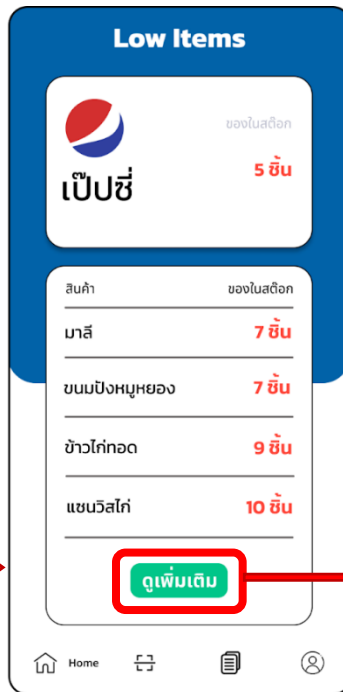 Low Items
ของในสต๊อก
เป๊ปซี่
5 ชิ้น
สินค้า ของในสต๊อก
มาลี 7 ชิ้น
ขนมปังหมูหยอง 7 ชิ้น
ข้าวไก่ทอด 9 ชิ้น
แซนวิสไก่ 10 ชิ้น
ดูเพิ่มเติม
Home